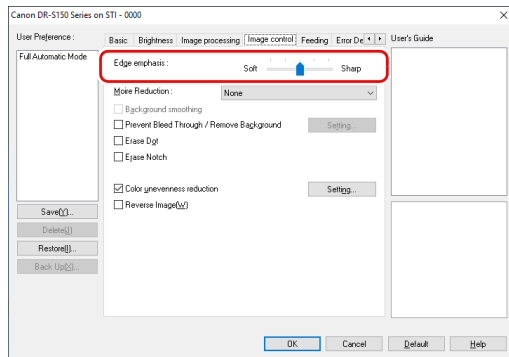 Canon DR-S150 Series on STI - 0000
User Preference :
Full Automatic Mode
Save(Y)...
Delete(J)
Restore(I)...
Back Up(K)...
Basic Brightness Image processing Image control Feeding Error De
Edge emphasis :
Soft Sharp
Moire Reduction : None
Background smoothing
Prevent Bleed Through / Remove Background Setting...
Erase Dot
Erase Notch
Color unevenness reduction Setting...
Reverse Image(W)
User's Guide
OK Cancel Default Help